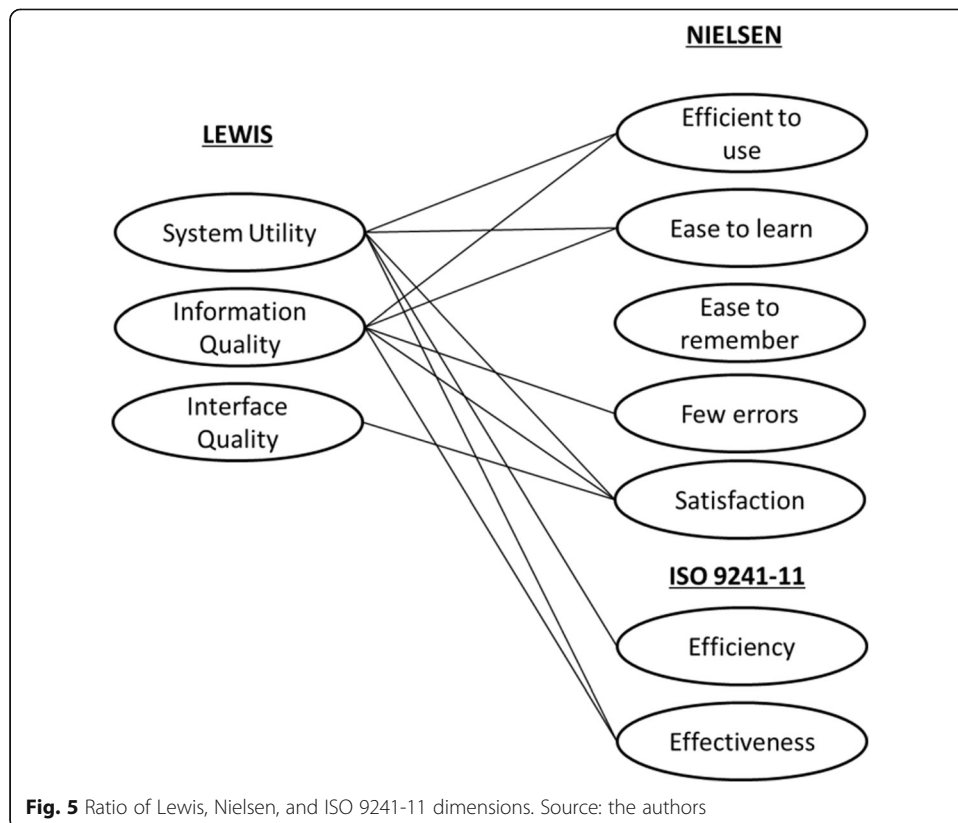 NIELSEN
LEWIS
Efficient to
use
System Utility
Ease to learn
Information
Quality
Ease to
remember
Interface
Quality
Few errors
Satisfaction
ISO 9241-11
Efficiency
Effectiveness
Fig. 5 Ratio of Lewis, Nielsen, and ISO 9241-11 dimensions. Source: the authors